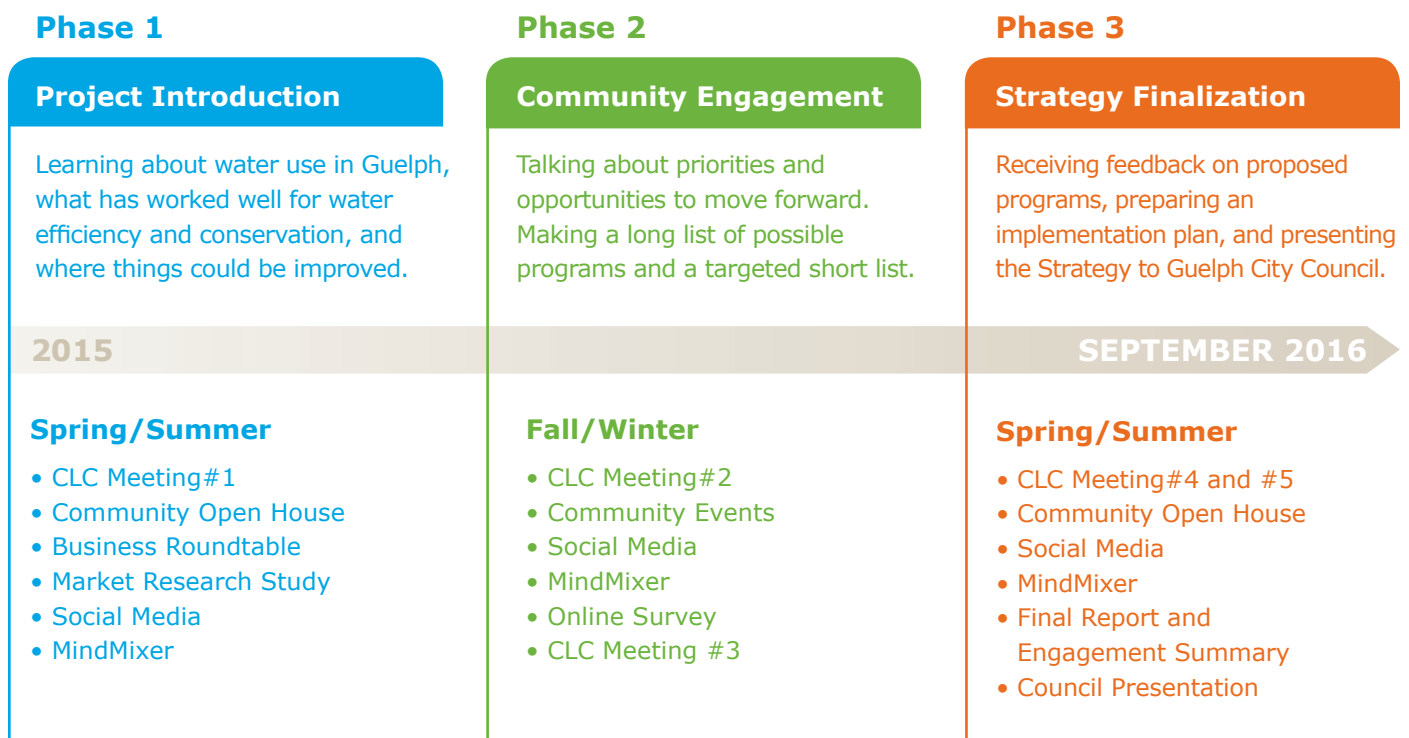 Phase 1
Project Introduction
Learning about water use in Guelph,
what has worked well for water
efficiency and conservation, and
where things could be improved.
Phase 2
Community Engagement
Talking about priorities and
opportunities to move forward.
Making a long list of possible
programs and a targeted short list.
Phase 3
Strategy Finalization
Receiving feedback on proposed
programs, preparing an
implementation plan, and presenting
the Strategy to Guelph City Council.
2015
SEPTEMBER 2016
Spring/Summer
• CLC Meeting#1
• Community Open House
• Business Roundtable
• Market Research Study
• Social Media
• MindMixer
Fall/Winter
• CLC Meeting#2
• Community Events
• Social Media
• MindMixer
• Online Survey
• CLC Meeting #3
Spring/Summer
• CLC Meeting#4 and #5
• Community Open House
• Social Media
• MindMixer
• Final Report and
Engagement Summary
• Council Presentation